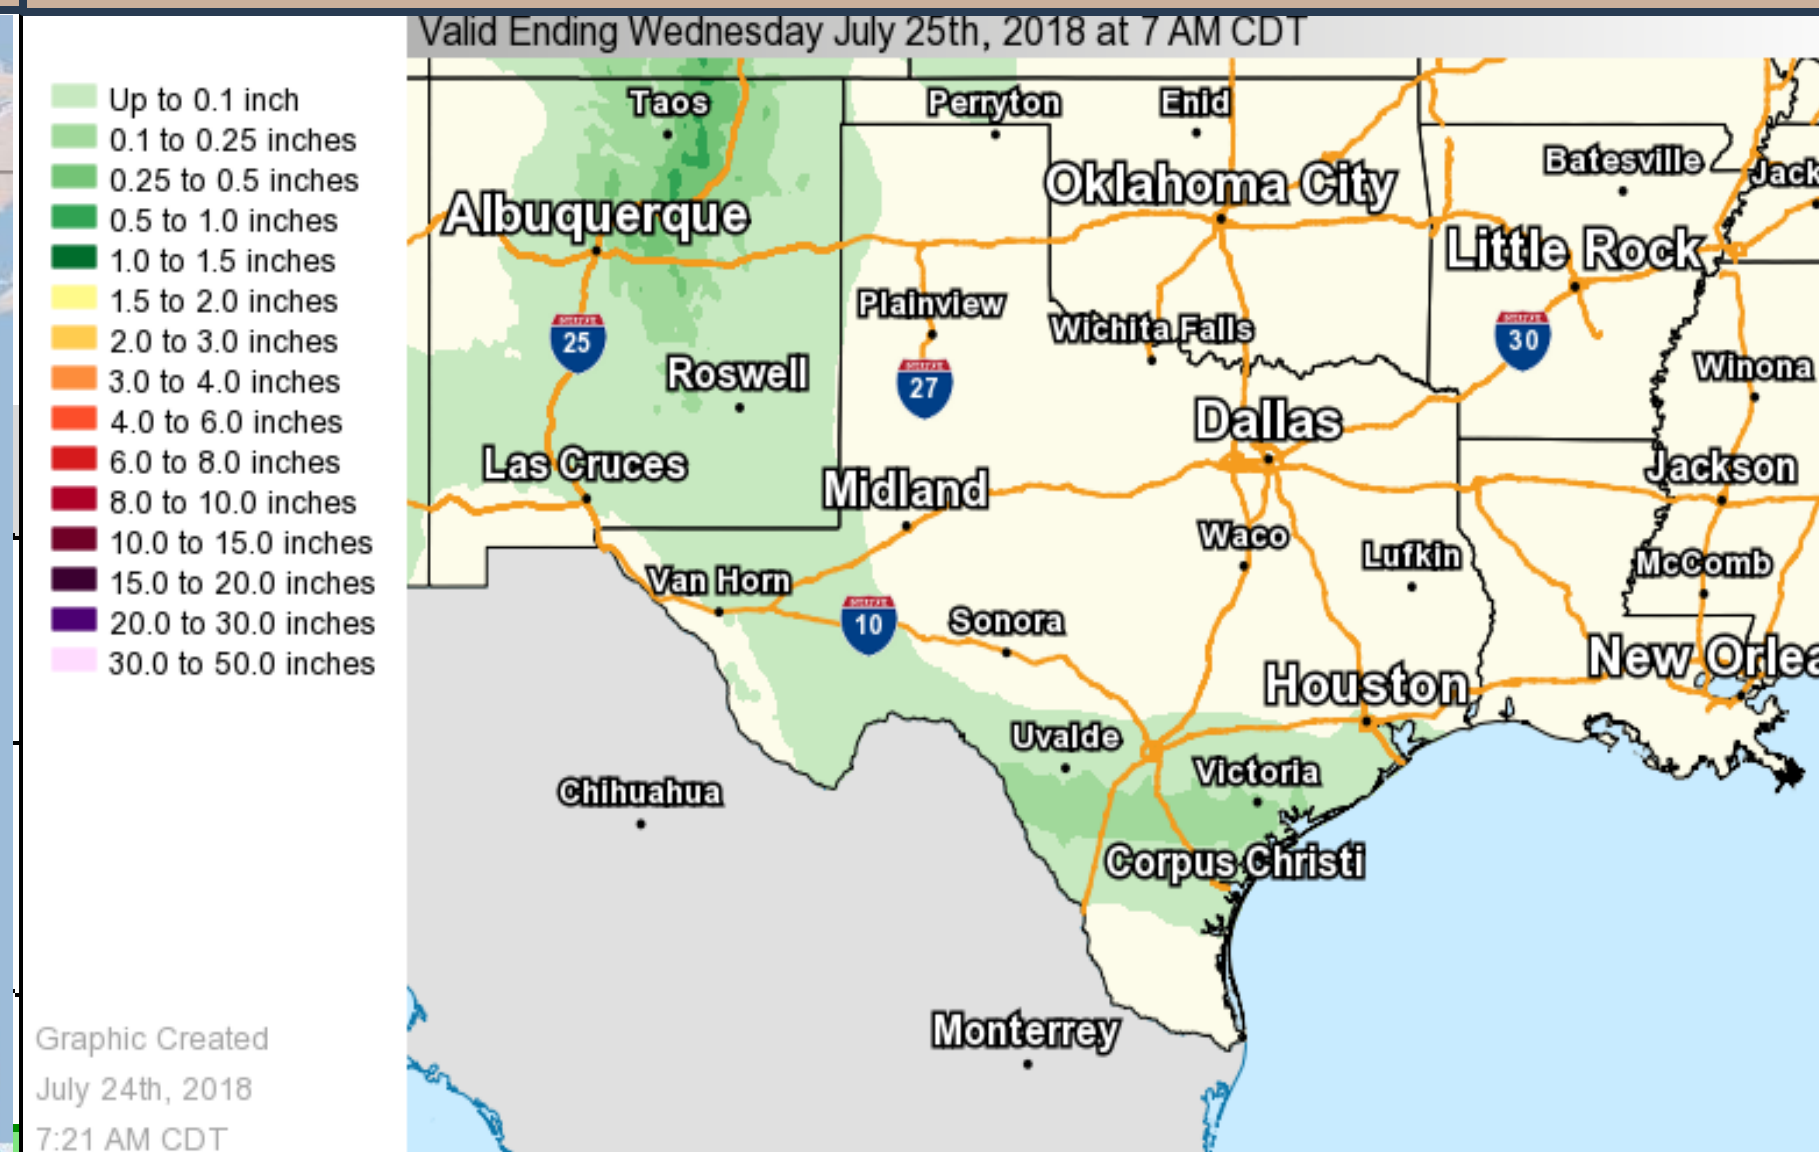 Valid Ending Wednesday July 25th, 2018 at 7 AM CDT
Up to 0.1 inch
0.1 to 0.25 inches
0.25 to 0.5 inches
0.5 to 1.0 inches
1.0 to 1.5 inches
1.5 to 2.0 inches
2.0 to 3.0 inches
3.0 to 4.0 inches
4.0 to 6.0 inches
6.0 to 8.0 inches
8.0 to 10.0 inches
10.0 to 15.0 inches
15.0 to 20.0 inches
20.0 to 30.0 inches
30.0 to 50.0 inches
Graphic Created
July 24th, 2018
7:21 AM CDT
Taos
Perryton
Enid
Batesville
Jack
Oklahoma City
Albuquerque
Little Rock
Plainview
Wichita Falls
25
30
Winona
Roswell
27
Dallas
Las Cruces
Jackson
Midland
Waco
Lufkin
McComb
Van Horn
10
Sonora
New Orlea
Houston
Uvalde
Victoria
Chihuahua
Corpus Christi
Monterrey